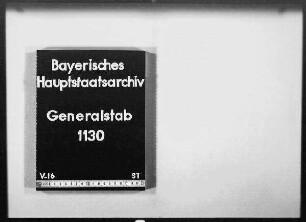 Bayerisches
Hauptstaatsarchiv
Generalstab
1130
V-16 ST